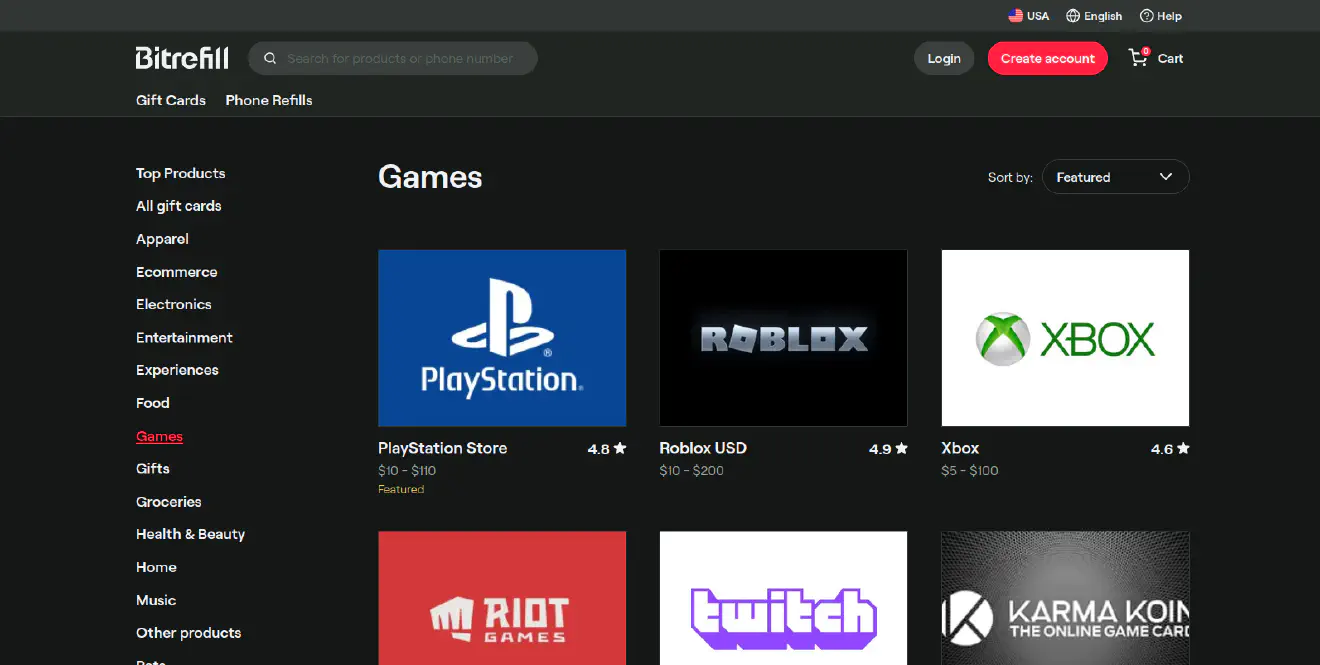 USA English Help
Bitrefill Search for products or phone number Login Create account 0 Cart
Gift Cards Phone Refills
Top Products
All gift cards
Apparel
Ecommerce
Electronics
Entertainment
Experiences
Food
Games
Gifts
Groceries
Health & Beauty
Home
Music
Other products
Games
Sort by: Featured
PlayStation
PlayStation Store 4.8
$10 - $110
Featured
ROBLOX
Roblox USD 4.9
$10 - $200
XBOX
Xbox 4.6
$5 - $100
RIOT
GAMES
twitch
K KARMA KOIN
THE ONLINE GAME CARD